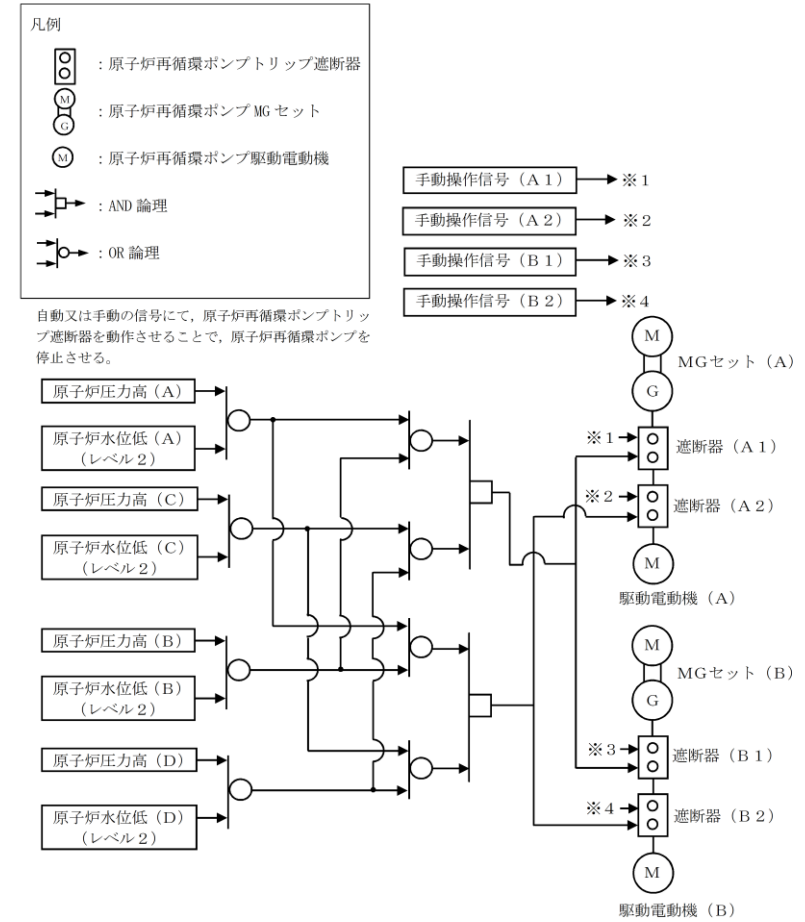 凡例
：原子炉再循環ポンプトリップ遮断器
M
G
：原子炉再循環ポンプ MG セット
M
：原子炉再循環ポンプ駆動電動機
：AND 論理
：OR 論理
自動又は手動の信号にて，原子炉再循環ポンプトリッ
プ遮断器を動作させることで，原子炉再循環ポンプを
停止させる。
手動操作信号（A１）
※１
手動操作信号（A２）
※２
手動操作信号（B１）
※３
手動操作信号（B２）
※４
原子炉圧力高（A）
原子炉水位低（A）
（レベル２）
原子炉圧力高（C）
原子炉水位低（C）
（レベル２）
原子炉圧力高（B）
原子炉水位低（B）
（レベル２）
原子炉圧力高（D）
原子炉水位低（D）
（レベル２）
M
G
MGセット（A）
※１
遮断器（A１）
※２
遮断器（A２）
M
駆動電動機（A）
M
G
MGセット（B）
※３
遮断器（B１）
※４
遮断器（B２）
M
駆動電動機（B）